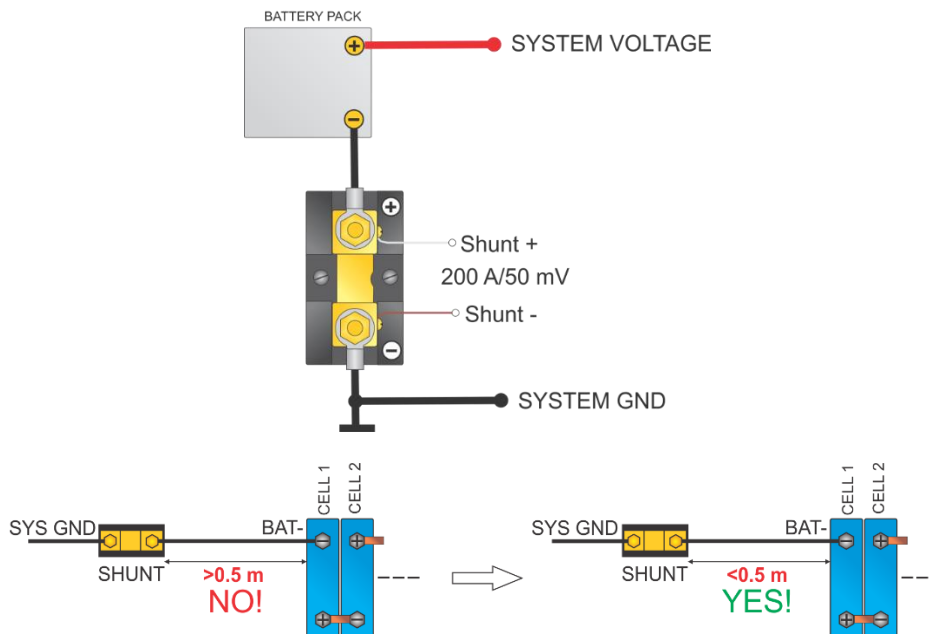 BATTERY PACK
+
SYSTEM VOLTAGE
−
+
Shunt +
200 A/50 mV
Shunt -
−
SYSTEM GND
CELL 1
CELL 2
SYS GND
BAT-
−
+
SHUNT
>0.5 m
NO!
+
−
CELL 1
CELL 2
SYS GND
BAT-
−
+
SHUNT
<0.5 m
YES!
+
−